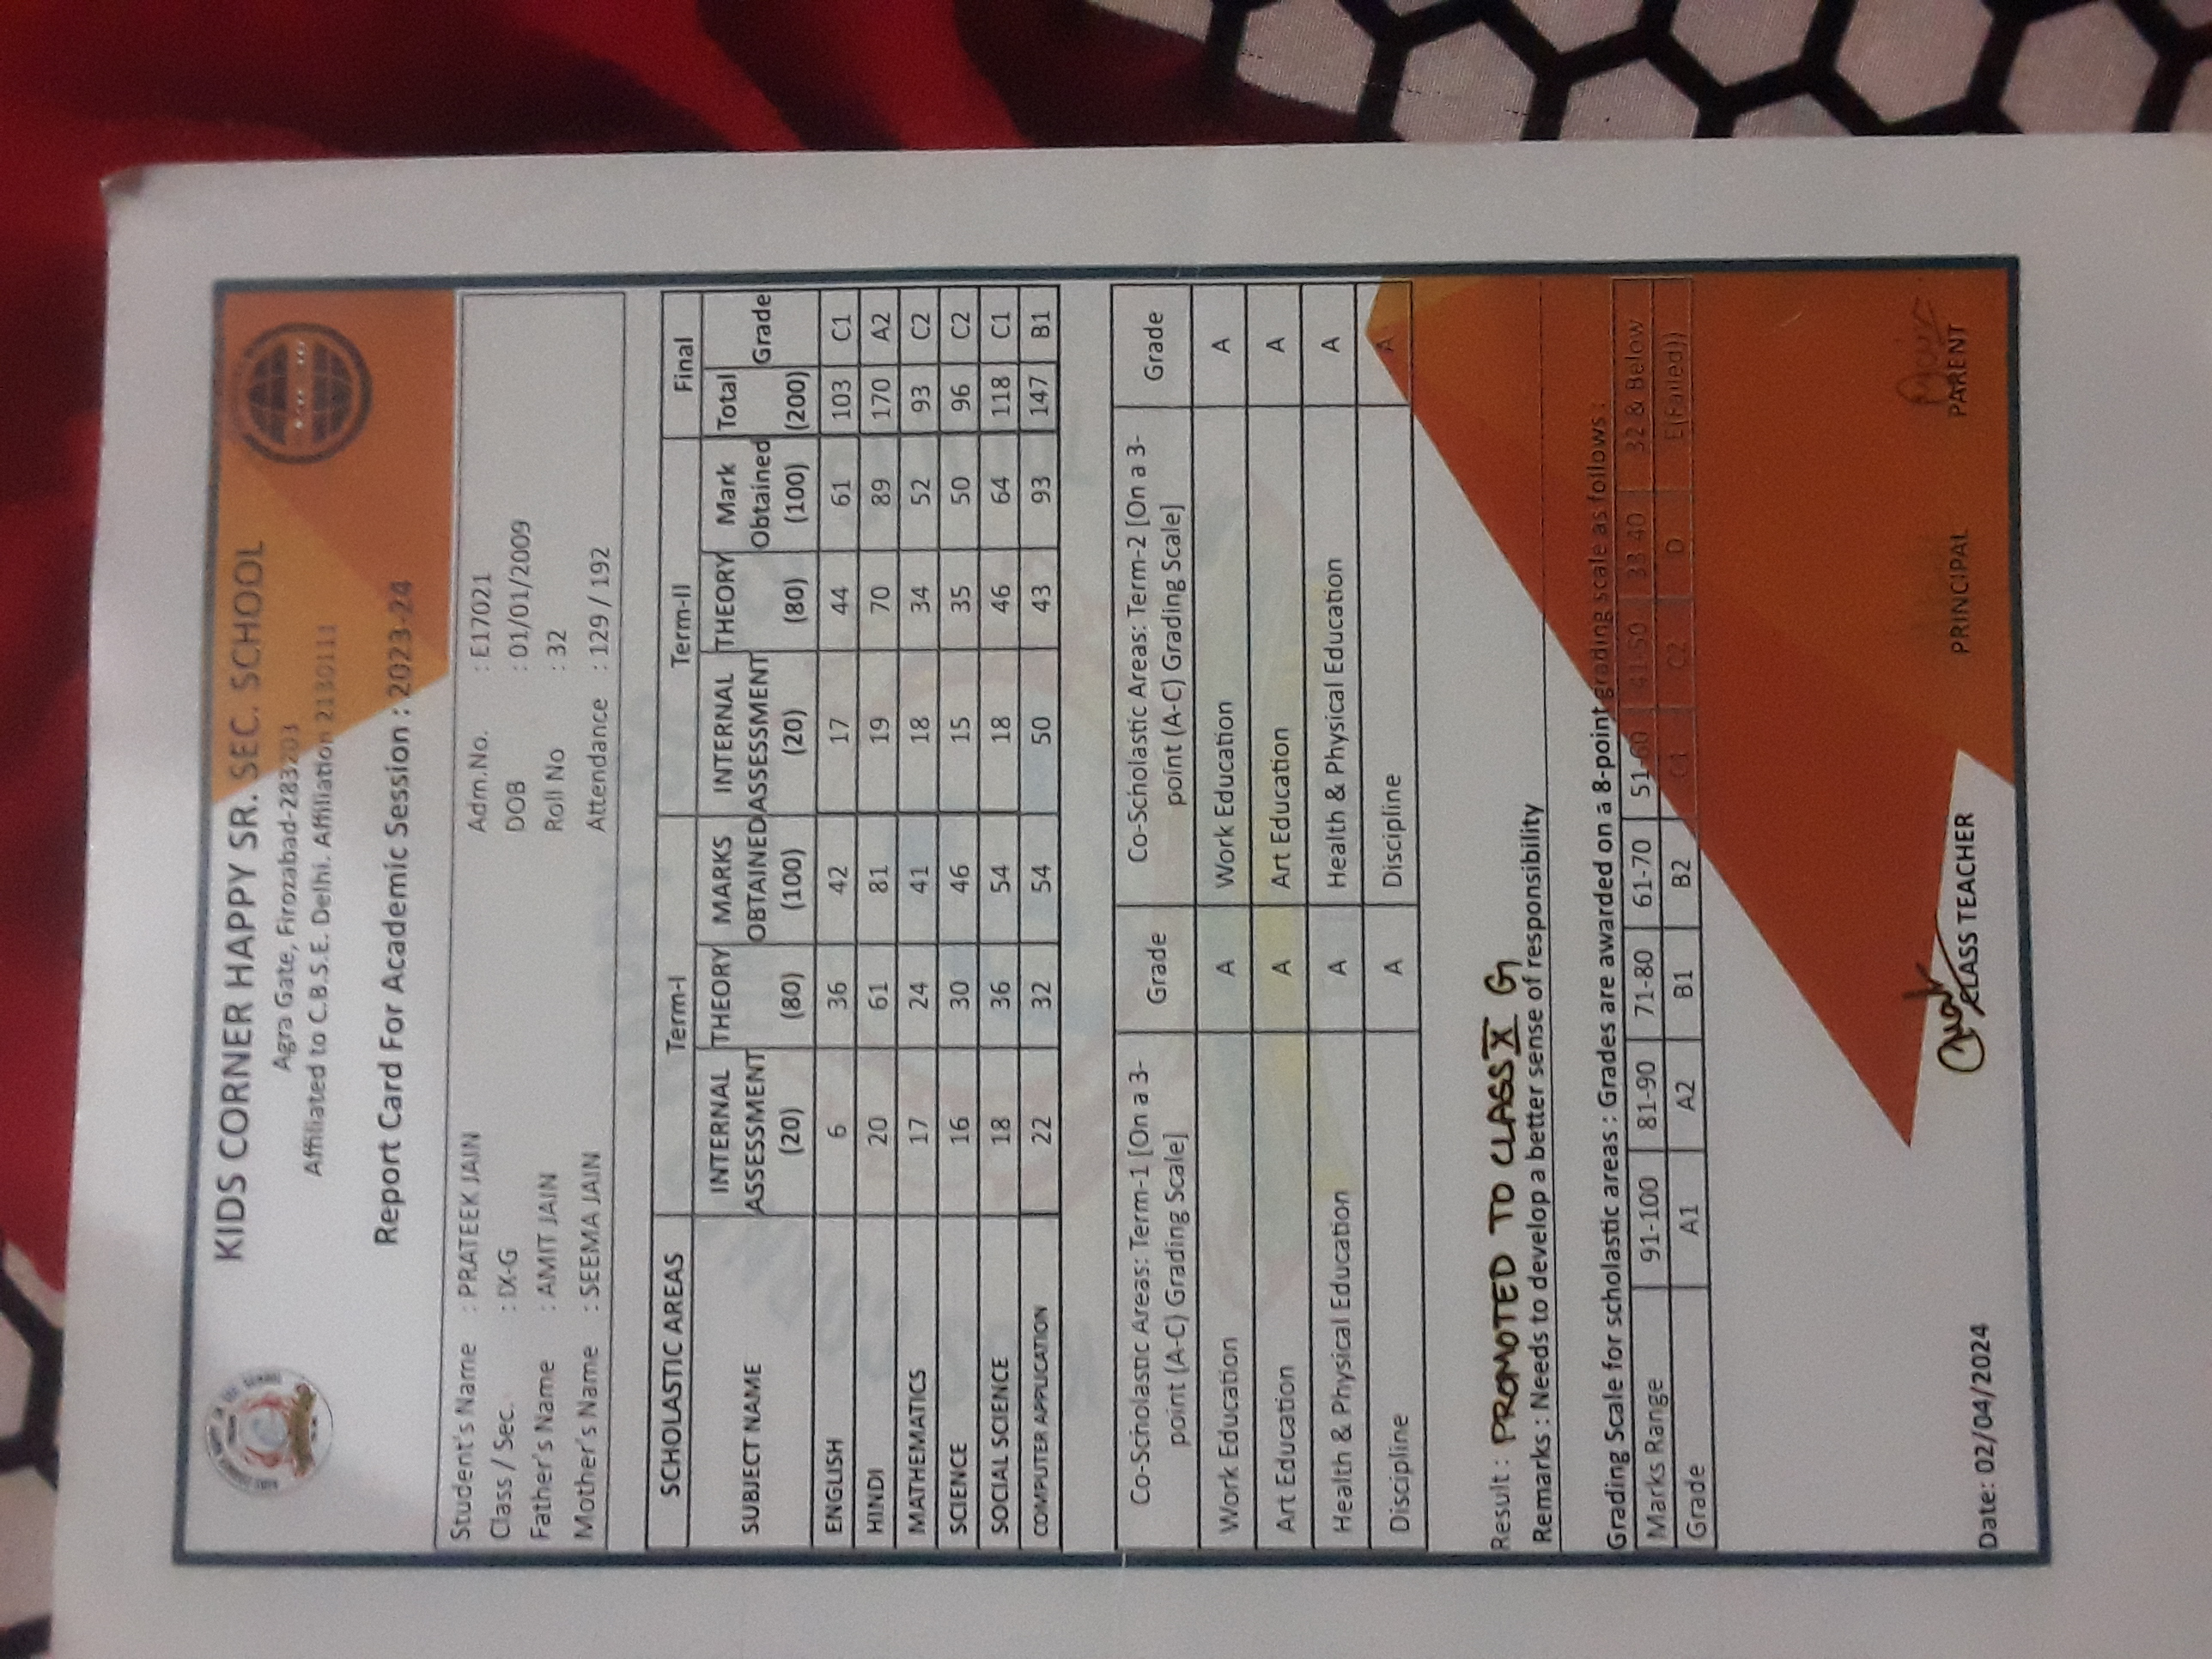 KIDS CORNER HAPPY SR. SEC. SCHOOL
Agra Gate, Firozabad-283203
Affiliated to C.B.S.E. Delhi. Affiliation 2130111
Report Card For Academic Session : 2023-24
Student's Name : PRATEEK JAIN Adm.No. : E17021
Class / Sec. : IX-G DOB : 01/01/2009
Father's Name : AMIT JAIN Roll No : 32
Mother's Name : SEEMA JAIN Attendance : 129 / 192
SCHOLASTIC AREAS Term-I Term-II Final
SUBJECT NAME INTERNAL ASSESSMENT (20) THEORY (80) MARKS OBTAINED (100) INTERNAL ASSESSMENT (20) THEORY (80) Mark Obtained (100) Total (200) Grade
ENGLISH 6 36 42 17 44 61 103 C1
HINDI 20 61 81 19 70 89 170 A2
MATHEMATICS 17 24 41 18 34 52 93 C2
SCIENCE 16 30 46 15 35 50 96 C2
SOCIAL SCIENCE 18 36 54 18 46 64 118 C1
COMPUTER APPLICATION 22 32 54 50 43 93 147 B1
Co-Scholastic Areas: Term-1 [On a 3-point (A-C) Grading Scale] Grade Co-Scholastic Areas: Term-2 [On a 3-point (A-C) Grading Scale] Grade
Work Education A Work Education A
Art Education A Art Education A
Health & Physical Education A Health & Physical Education A
Discipline A Discipline A
Result : PROMOTED TO CLASS X G
Remarks : Needs to develop a better sense of responsibility
Grading Scale for scholastic areas : Grades are awarded on a 8-point grading scale as follows :
Marks Range 91-100 81-90 71-80 61-70 51-60 41-50 33-40 32 & Below
Grade A1 A2 B1 B2 C1 C2 D E(Failed))
Date: 02/04/2024 CLASS TEACHER PRINCIPAL PARENT